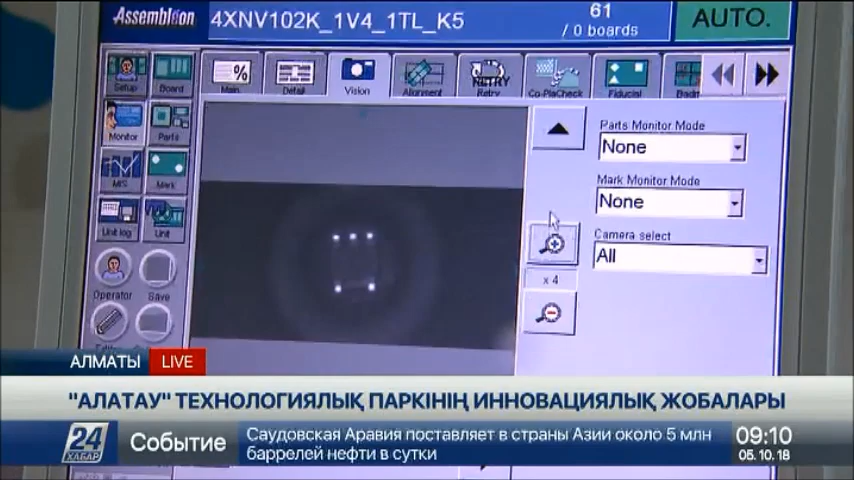 Assembléon
4XNV102K_1V4_1TL_K5
61
/ 0 boards
AUTO.
Setup
Board
Main
%
Detail
Vision
Alignment
RETRY
Retry
Co-PlaCheck
Fiducial
Monitor
Parts
MIS
Mark
Unit log
Unit
Operator
Save
Parts Monitor Mode
None
Mark Monitor Mode
None
Camera select
All
x 4
АЛМАТЫ
LIVE
"АЛАТАУ" ТЕХНОЛОГИЯЛЫҚ ПАРКІНІҢ ИННОВАЦИЯЛЫҚ ЖОБАЛАРЫ
24
ХАБАР
Событие
Саудовская Аравия поставляет в страны Азии около 5 млн
баррелей нефти в сутки
09:10
05.10.18